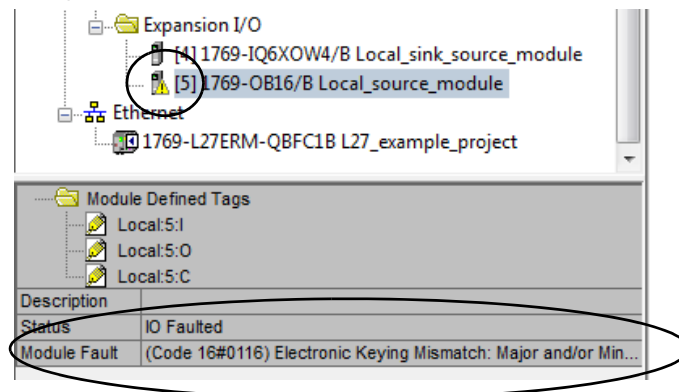 Expansion I/O
[4] 1769-IQ6XOW4/B Local_sink_source_module
[5] 1769-OB16/B Local_source_module
Ethernet
1769-L27ERM-QBFC1B L27_example_project
Module Defined Tags
Local:5:I
Local:5:O
Local:5:C
Description
Status IO Faulted
Module Fault (Code 16#0116) Electronic Keying Mismatch: Major and/or Min...